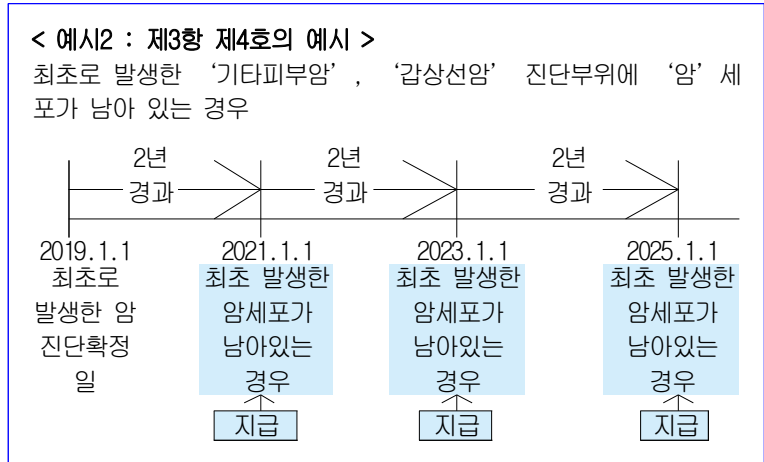 < 예시2 : 제3항 제4호의 예시 >
최초로 발생한 ‘기타피부암’, ‘갑상선암’ 진단부위에 ‘암’세
포가 남아 있는 경우
2년 2년 2년
경과 경과 경과
2019.1.1 2021.1.1 2023.1.1 2025.1.1
최초로 최초 발생한 최초 발생한 최초 발생한
발생한 암 암세포가 암세포가 암세포가
진단확정 남아있는 남아있는 남아있는
일 경우 경우 경우
지급 지급 지급